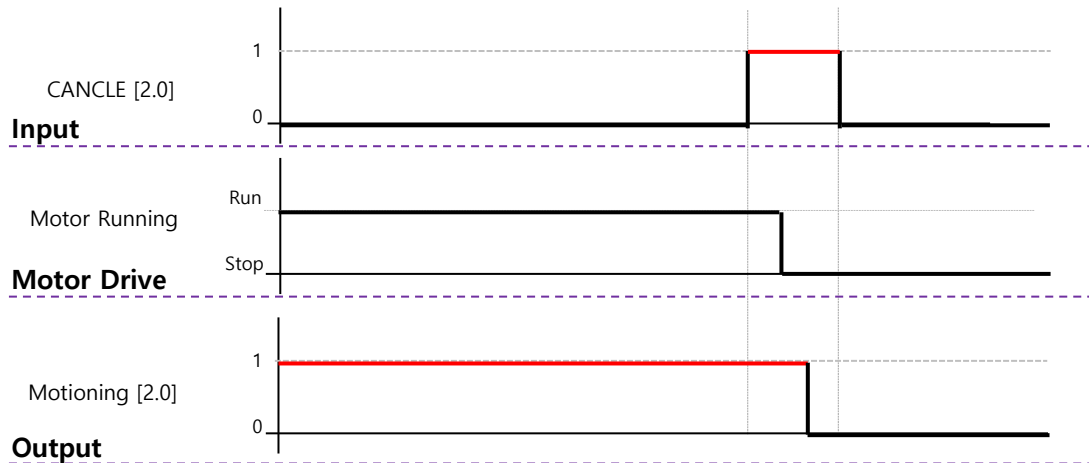 1
CANCLE [2.0]
0
Input
Run
Motor Running
Stop
Motor Drive
1
Motioning [2.0]
0
Output